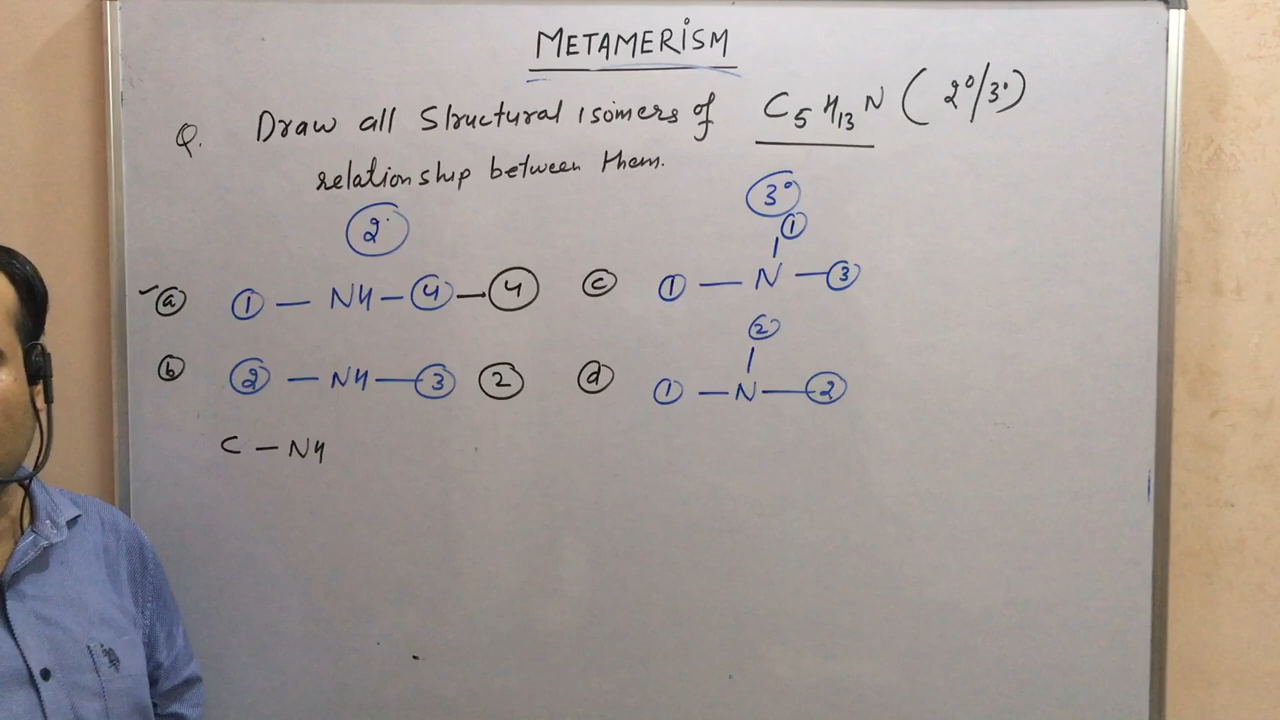 METAMERISM
Q. Draw all Structural isomers of C5H13N (2°/3°)
relationship between them.
2° 3°
a 1 — NH — 4 — 4
b 2 — NH — 3 2
c 1 — N — 3
1
d 1 — N — 2
2
C — NH